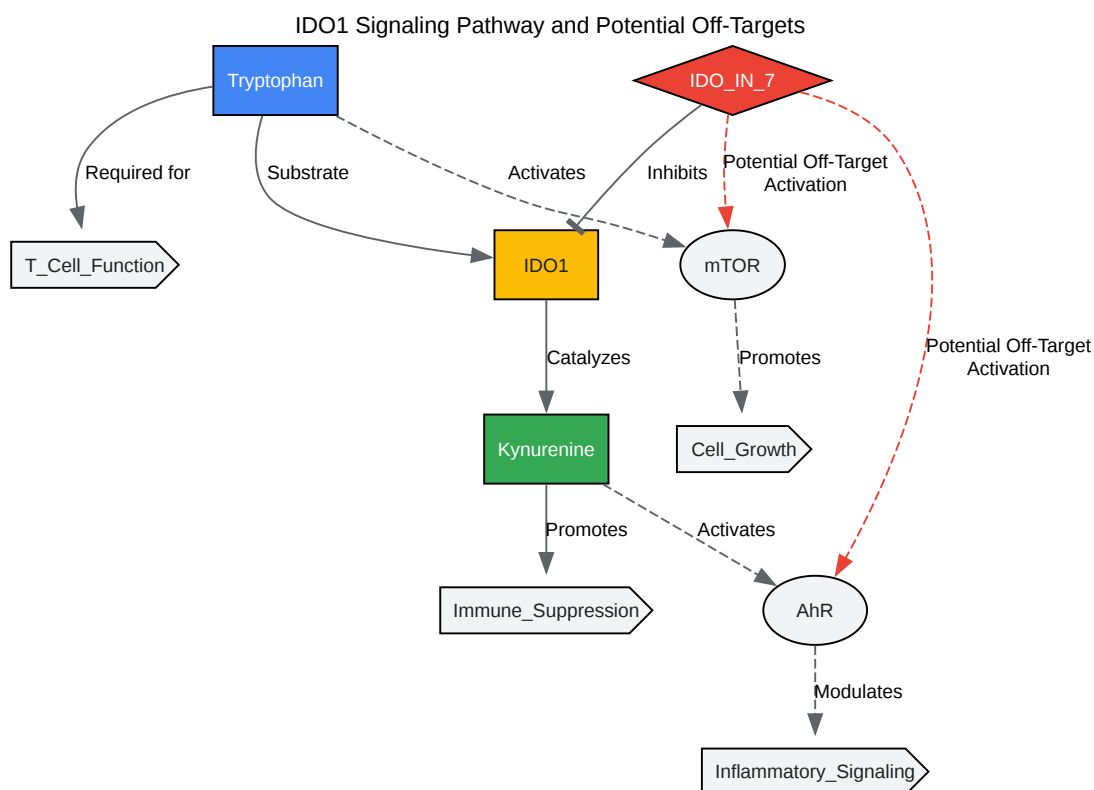 IDO1 Signaling Pathway and Potential Off-Targets
Tryptophan
IDO_IN_7
Required for
Substrate
Activates
Inhibits
Potential Off-Target
Activation
T_Cell_Function
IDO1
mTOR
Potential Off-Target
Activation
Catalyzes
Promotes
Kynurenine
Cell_Growth
Promotes
Activates
Immune_Suppression
AhR
Modulates
Inflammatory_Signaling